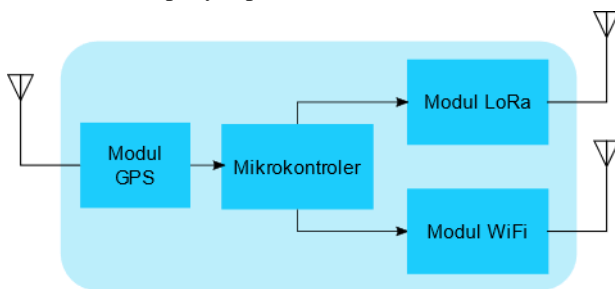 Modul
GPS
Mikrokontroler
Modul LoRa
Modul WiFi